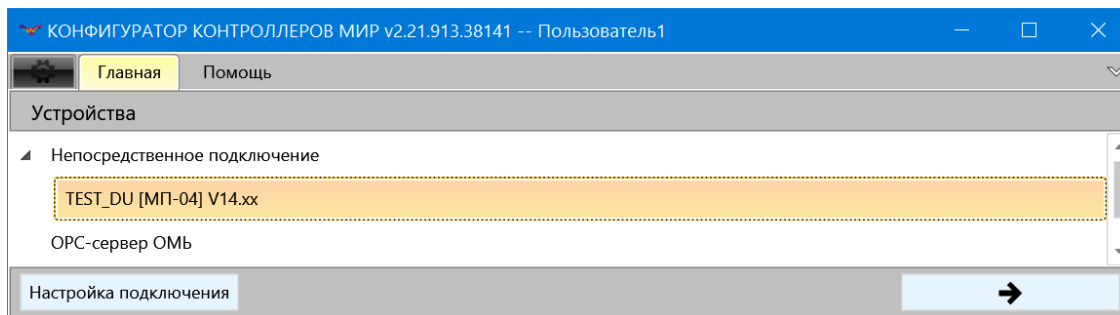 КОНФИГУРАТОР КОНТРОЛЛЕРОВ МИР v2.21.913.38141 -- Пользователь1
Главная Помощь
Устройства
Непосредственное подключение
TEST_DU [МП-04] V14.xx
OPC-сервер ОМЬ
Настройка подключения